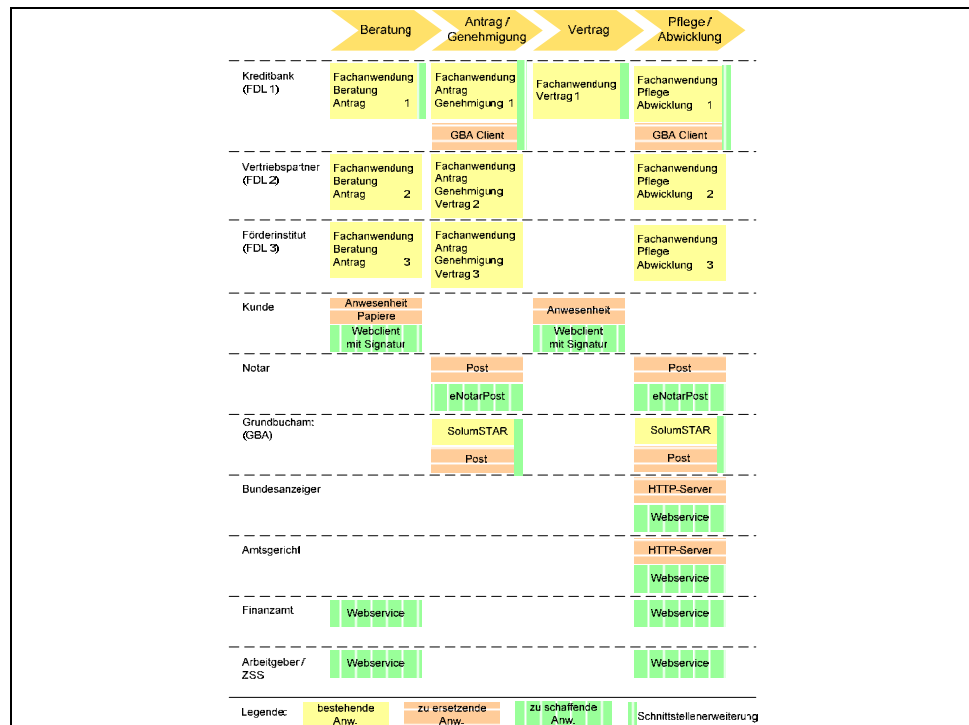 Beratung
Antrag /
Genehmigung
Vertrag
Pflege /
Abwicklung
Kreditbank
(FDL 1)
Fachanwendung
Beratung
Antrag 1
Fachanwendung
Antrag
Genehmigung 1
GBA Client
Fachanwendung
Vertrag 1
Fachanwendung
Pflege
Abwicklung 1
GBA Client
Vertriebspartner
(FDL 2)
Fachanwendung
Beratung
Antrag 2
Fachanwendung
Antrag
Genehmigung
Vertrag 2
Fachanwendung
Pflege
Abwicklung 2
Förderinstitut
(FDL 3)
Fachanwendung
Beratung
Antrag 3
Fachanwendung
Antrag
Genehmigung
Vertrag 3
Fachanwendung
Pflege
Abwicklung 3
Kunde
Anwesenheit
Papiere
Webclient
mit Signatur
Anwesenheit
Webclient
mit Signatur
Notar
Post
eNotarPost
Post
eNotarPost
Grundbuchamt
(GBA)
SolumSTAR
Post
SolumSTAR
Post
Bundesanzeiger
HTTP-Server
Webservice
Amtsgericht
HTTP-Server
Webservice
Finanzamt
Webservice
Webservice
Arbeitgeber /
ZSS
Webservice
Webservice
Legende:
bestehende
Anw.
zu ersetzende
Anw.
zu schaffende
Anw.
Schnittstellenerweiterung